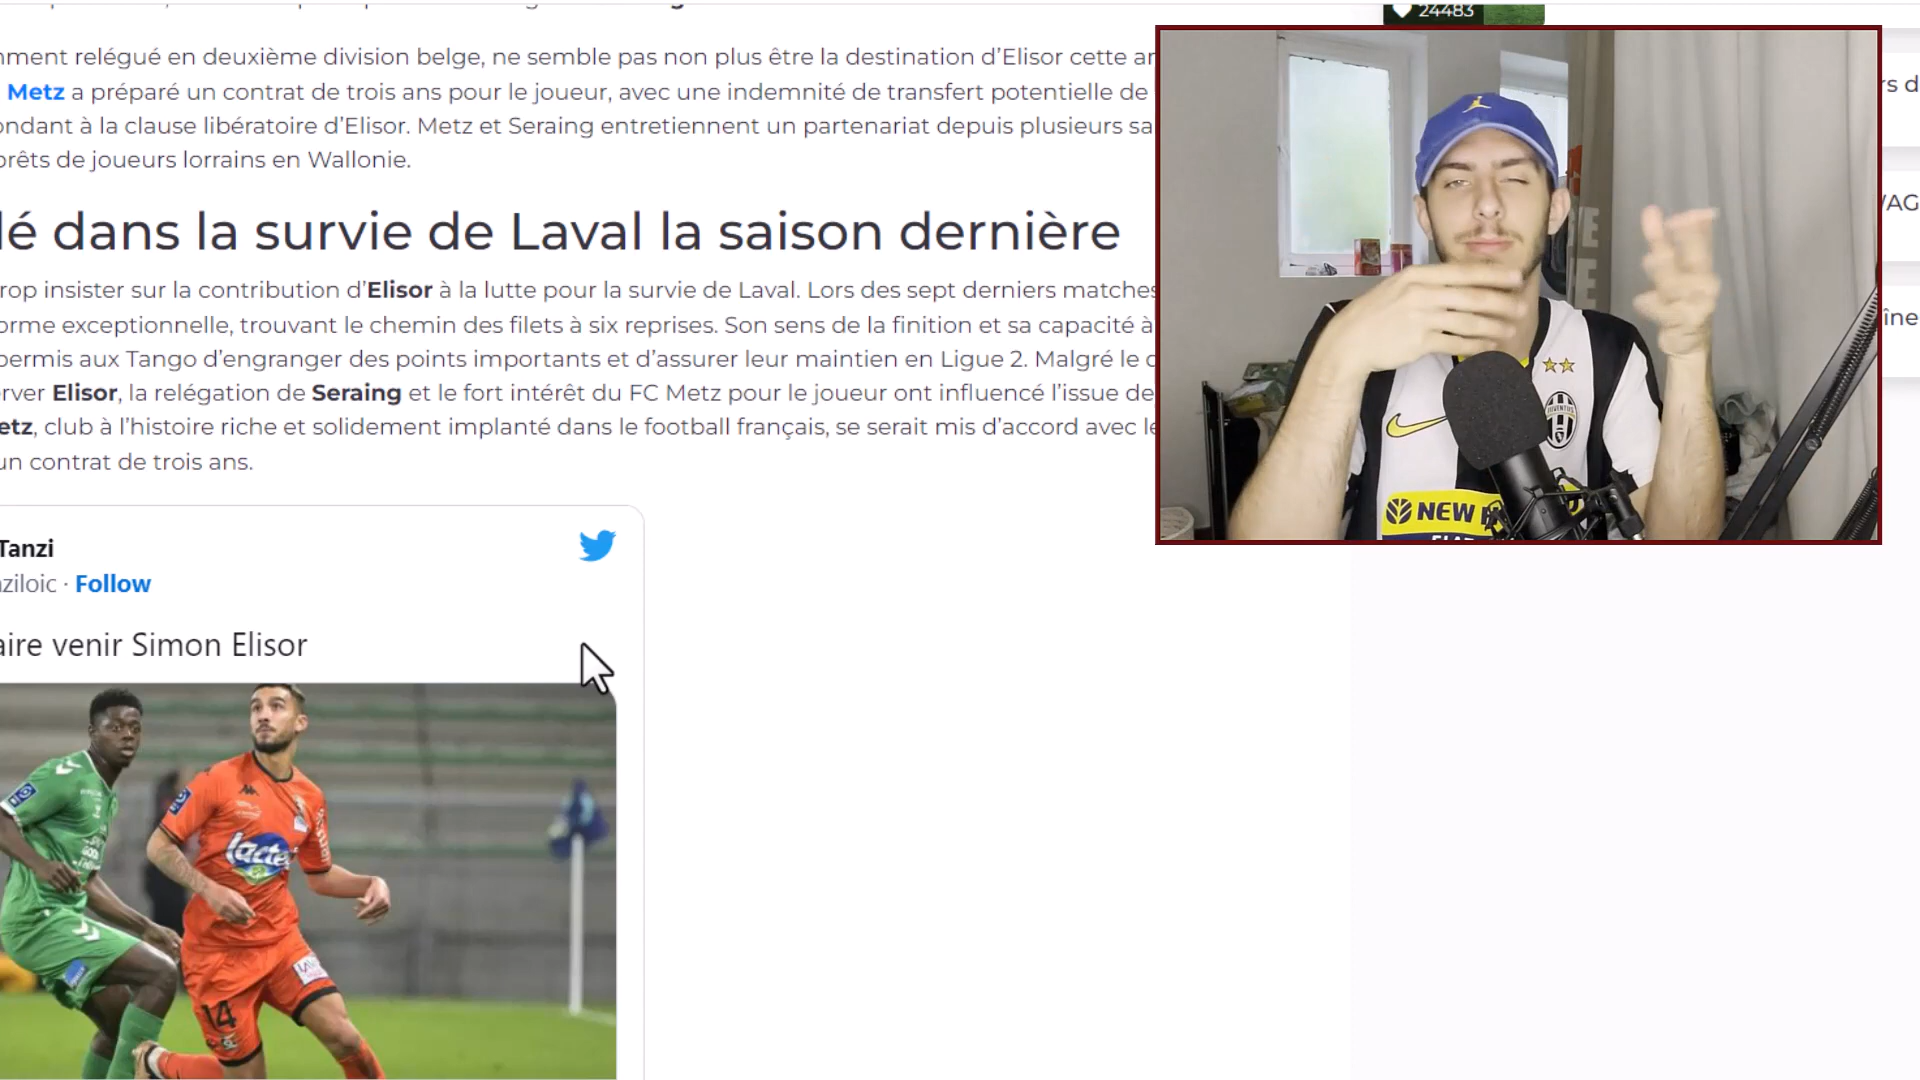 24483
mment relégué en deuxième division belge, ne semble pas non plus être la destination d'Elisor cette
Metz a préparé un contrat de trois ans pour le joueur, avec une indemnité de transfert potentielle de
ondant à la clause libératoire d'Elisor. Metz et Seraing entretiennent un partenariat depuis plusieurs sa
prêts de joueurs lorrains en Wallonie.
lé dans la survie de Laval la saison dernière
rop insister sur la contribution d'Elisor à la lutte pour la survie de Laval. Lors des sept derniers matches
orme exceptionnelle, trouvant le chemin des filets à six reprises. Son sens de la finition et sa capacité à
permis aux Tango d'engranger des points importants et d'assurer leur maintien en Ligue 2. Malgré le
rver Elisor, la relégation de Seraing et le fort intérêt du FC Metz pour le joueur ont influencé l'issue de
etz, club à l'histoire riche et solidement implanté dans le football français, se serait mis d'accord avec le
un contrat de trois ans.
Tanzi
ziloic · Follow
aire venir Simon Elisor
lacte
14
NEW
JUVENTUS
rs d
WAG
îne